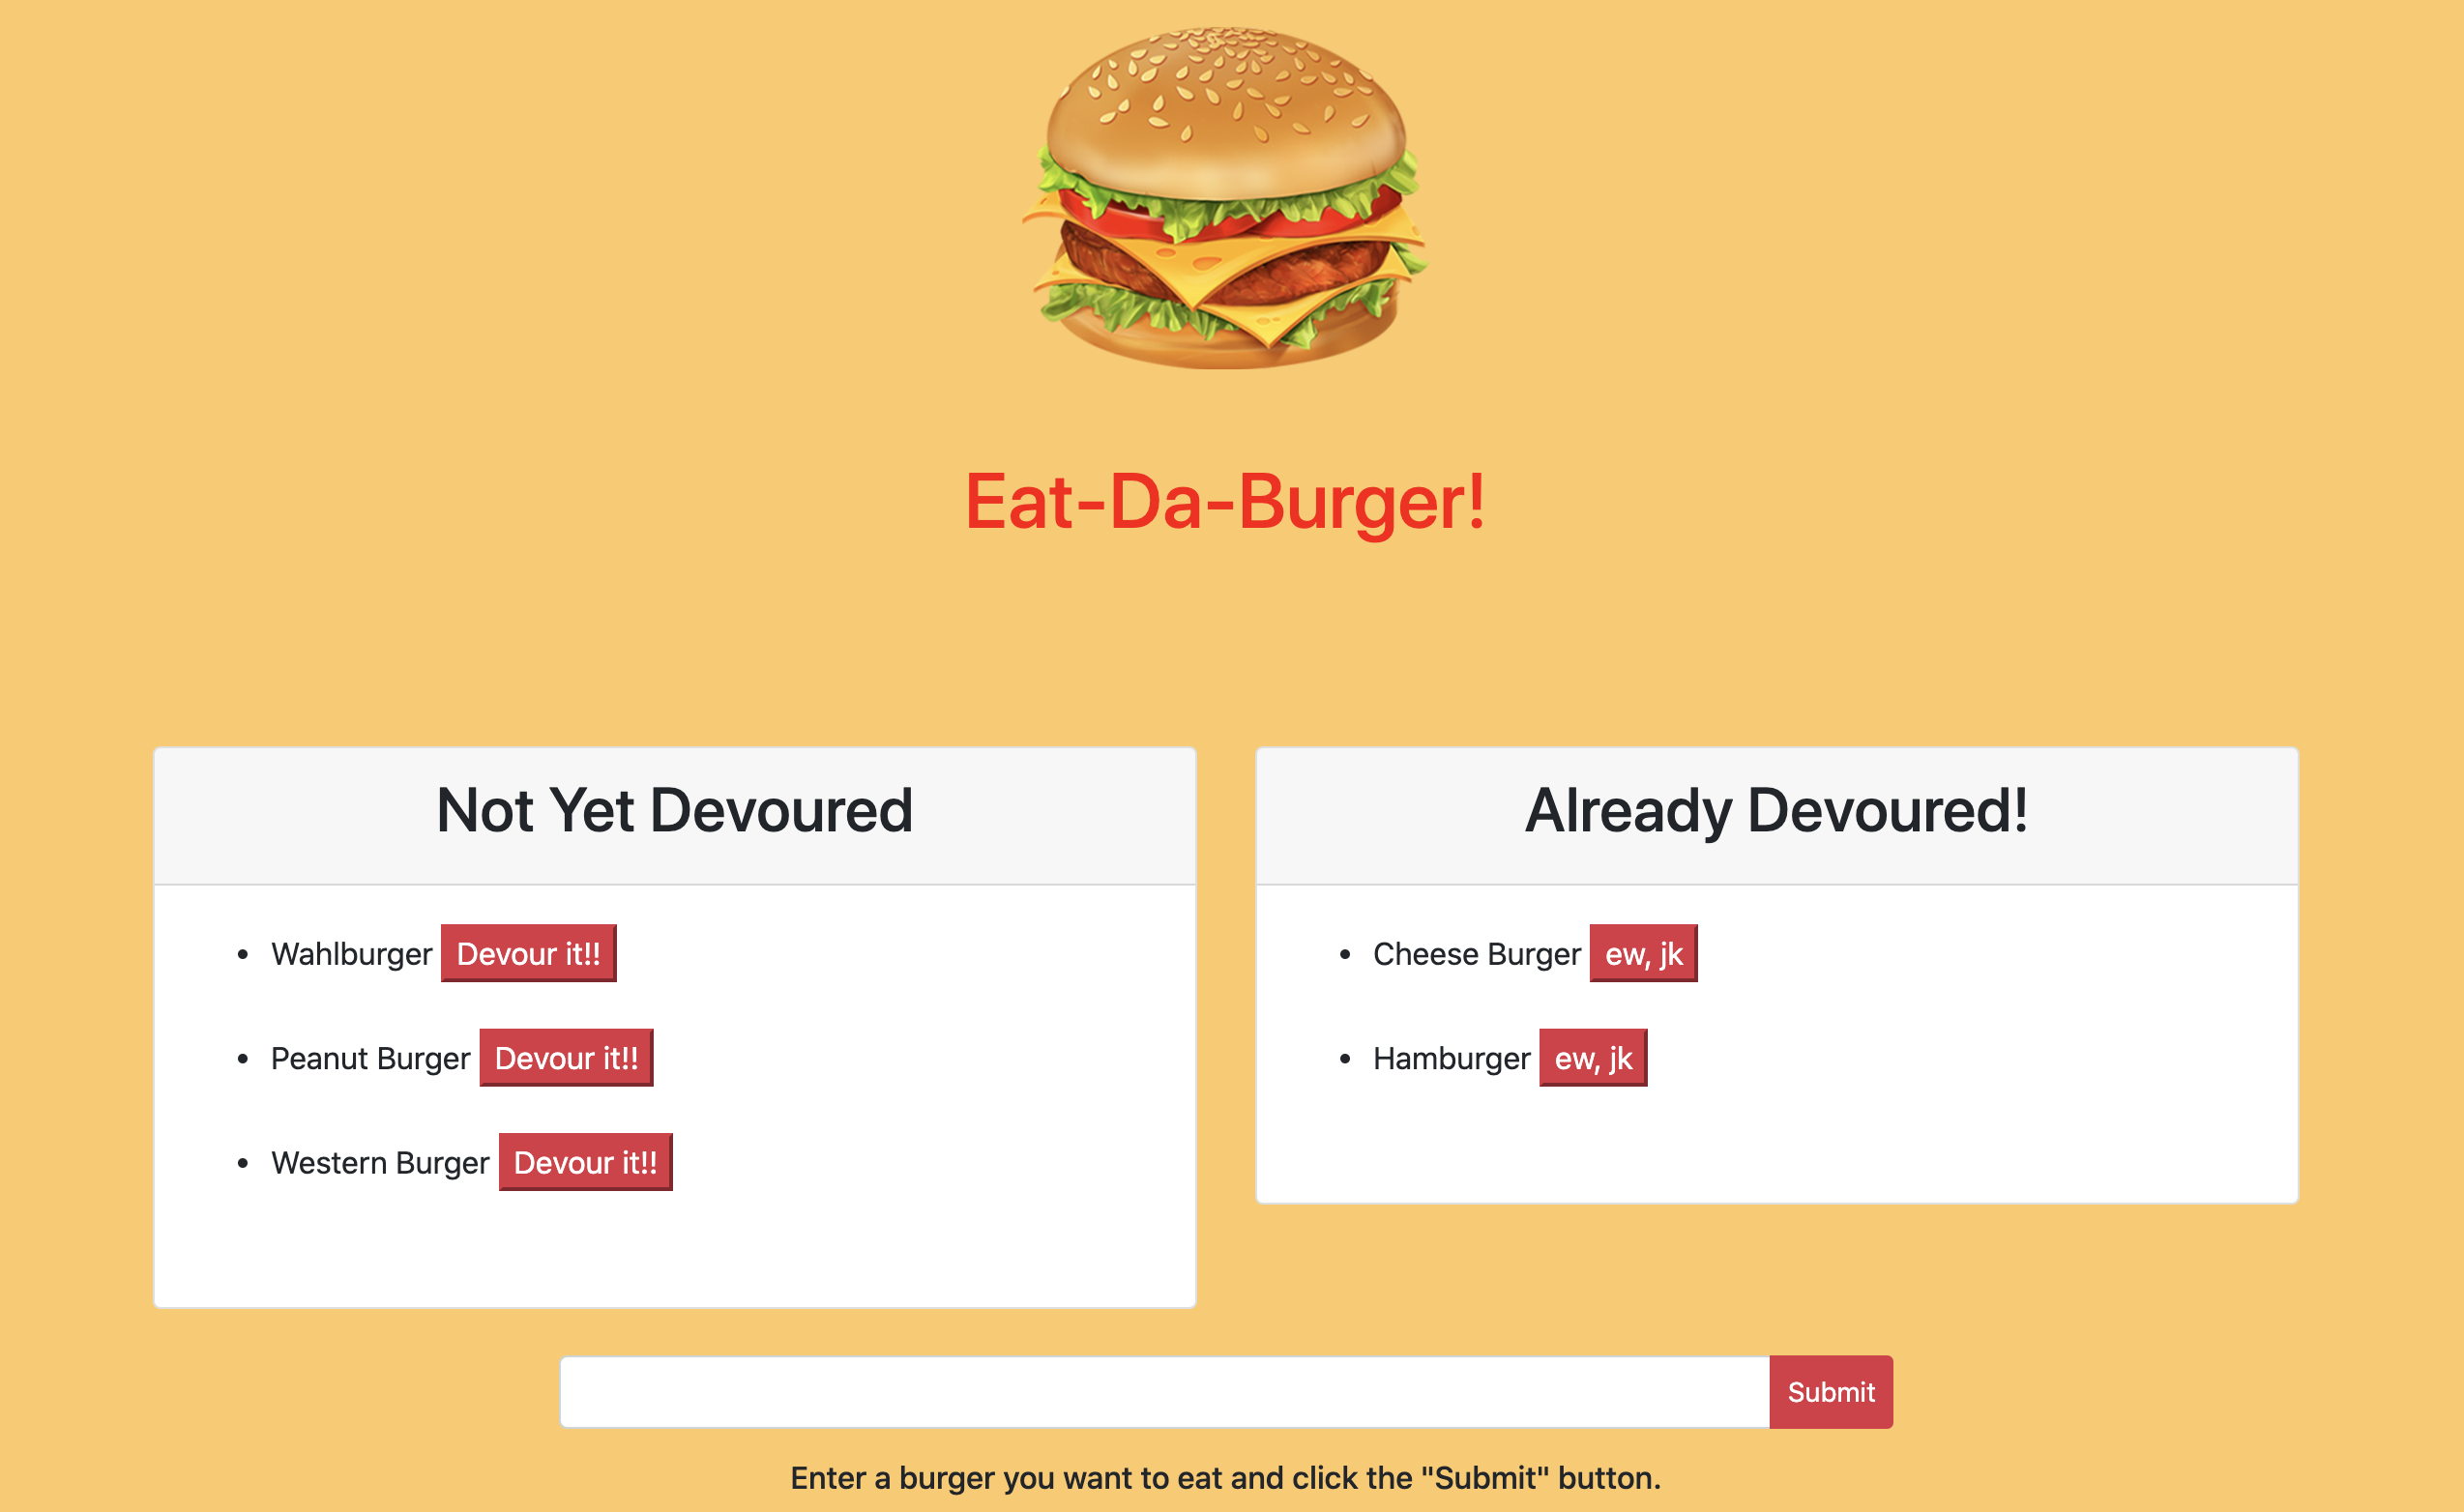 Eat-Da-Burger!
Not Yet Devoured
Wahlburger Devour it!!
Peanut Burger Devour it!!
Western Burger Devour it!!
Already Devoured!
Cheese Burger ew, jk
Hamburger ew, jk
Submit
Enter a burger you want to eat and click the "Submit" button.